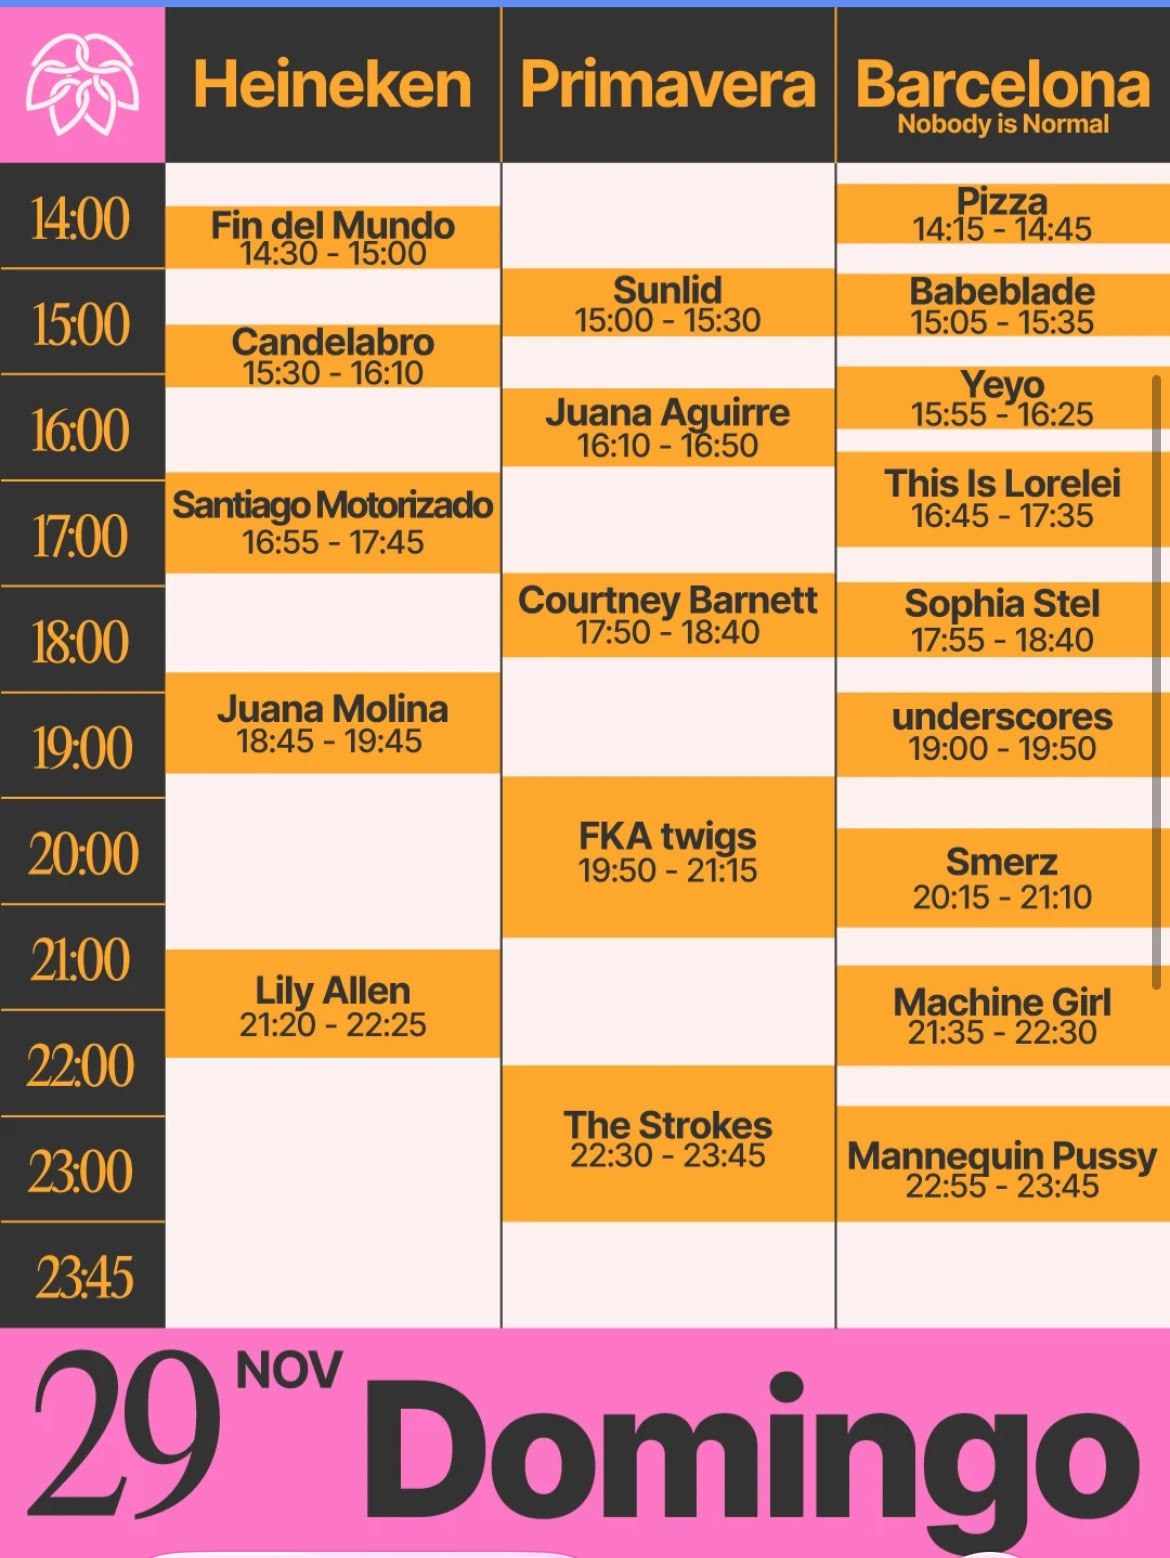 Heineken
Primavera
Barcelona
Nobody is Normal
14:00
15:00
16:00
17:00
18:00
19:00
20:00
21:00
22:00
23:00
23:45
Fin del Mundo
14:30 - 15:00
Candelabro
15:30 - 16:10
Santiago Motorizado
16:55 - 17:45
Juana Molina
18:45 - 19:45
Lily Allen
21:20 - 22:25
Sunlid
15:00 - 15:30
Juana Aguirre
16:10 - 16:50
Courtney Barnett
17:50 - 18:40
FKA twigs
19:50 - 21:15
The Strokes
22:30 - 23:45
Pizza
14:15 - 14:45
Babeblade
15:05 - 15:35
Yeyo
15:55 - 16:25
This Is Lorelei
16:45 - 17:35
Sophia Stel
17:55 - 18:40
underscores
19:00 - 19:50
Smerz
20:15 - 21:10
Machine Girl
21:35 - 22:30
Mannequin Pussy
22:55 - 23:45
29 NOV
Domingo